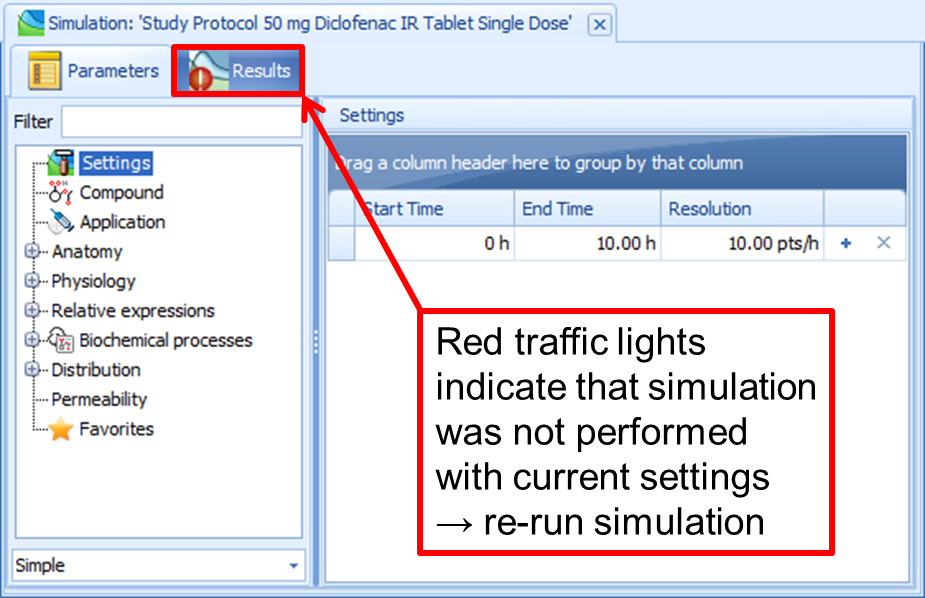 Simulation: 'Study Protocol 50 mg Diclofenac IR Tablet Single Dose'
Parameters
Results
Filter
Settings
Compound
Application
Anatomy
Physiology
Relative expressions
Biochemical processes
Distribution
Permeability
Favorites
Simple
Settings
Drag a column header here to group by that column
Start Time End Time Resolution
0 h 10.00 h 10.00 pts/h
Red traffic lights
indicate that simulation
was not performed
with current settings
→ re-run simulation